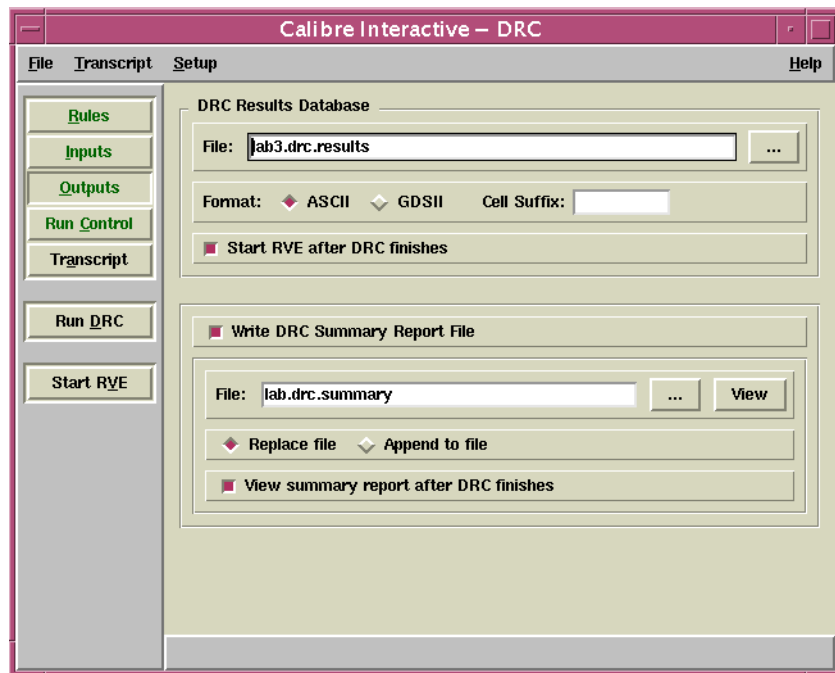 Calibre Interactive – DRC
File Transcript Setup Help
Rules
Inputs
Outputs
Run Control
Transcript
Run DRC
Start RVE
DRC Results Database
File: lab3.drc.results ...
Format: ASCII GDSII Cell Suffix:
Start RVE after DRC finishes
Write DRC Summary Report File
File: lab.drc.summary ... View
Replace file Append to file
View summary report after DRC finishes